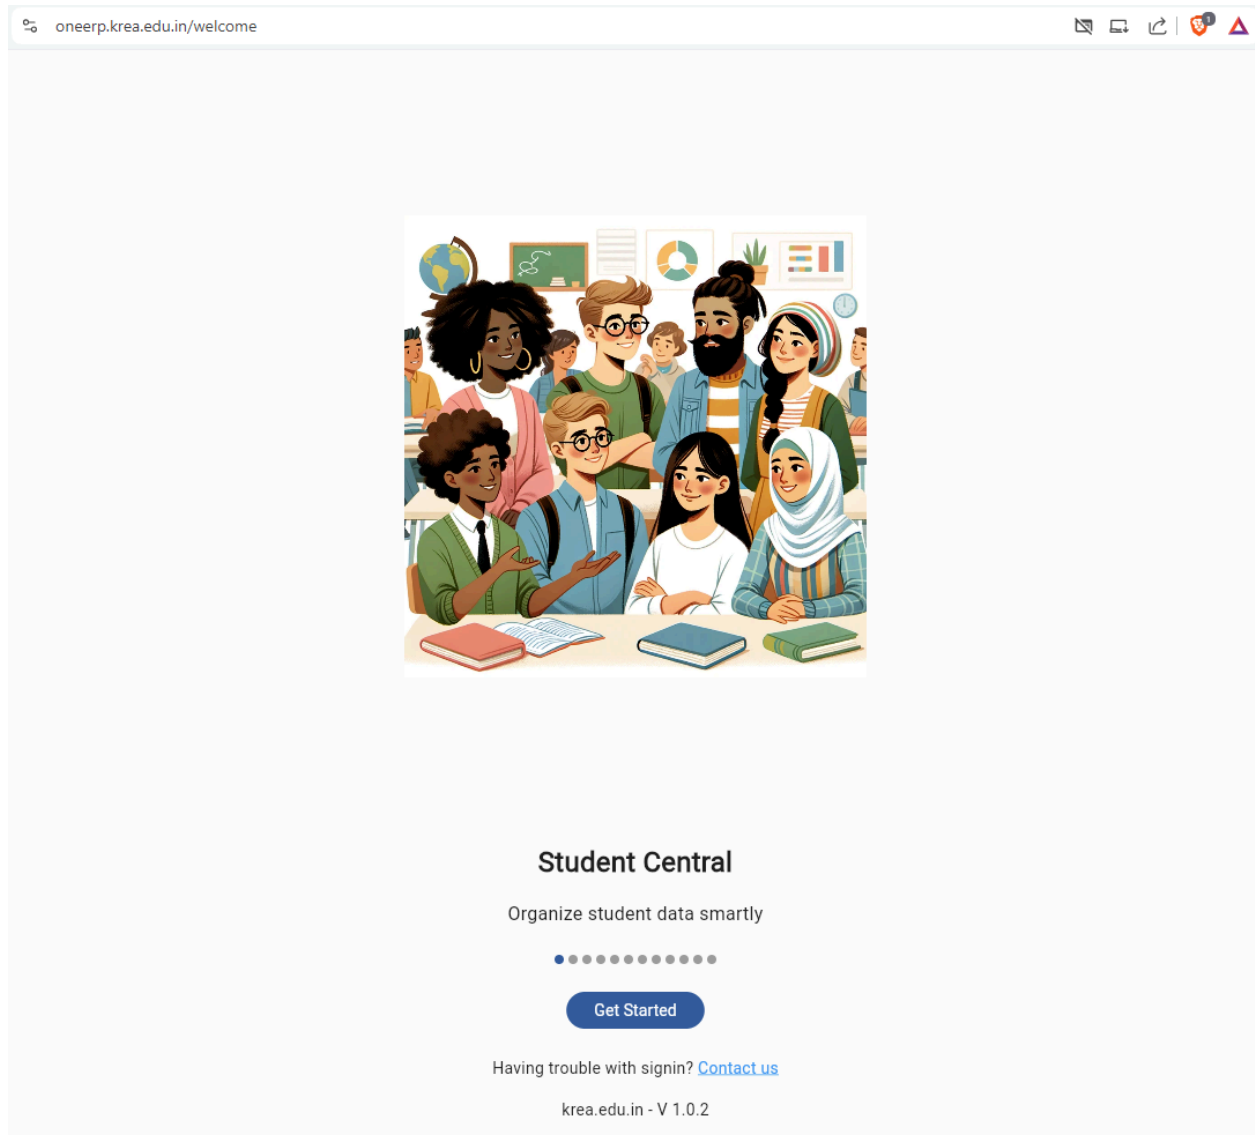 oneerp.krea.edu.in/welcome
1
Student Central
Organize student data smartly
Get Started
Having trouble with signin? Contact us
krea.edu.in - V 1.0.2